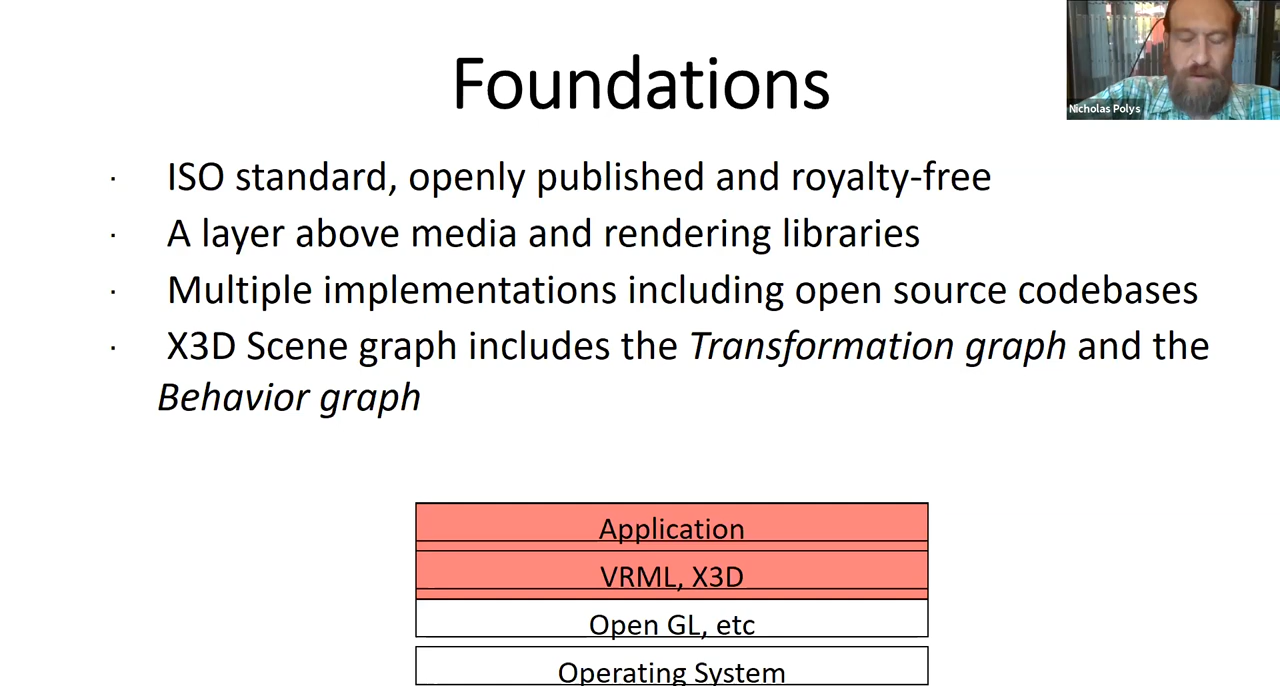 Foundations
Nicholas Polys
· ISO standard, openly published and royalty-free
· A layer above media and rendering libraries
· Multiple implementations including open source codebases
· X3D Scene graph includes the Transformation graph and the
Behavior graph
Application
VRML, X3D
Open GL, etc
Operating System